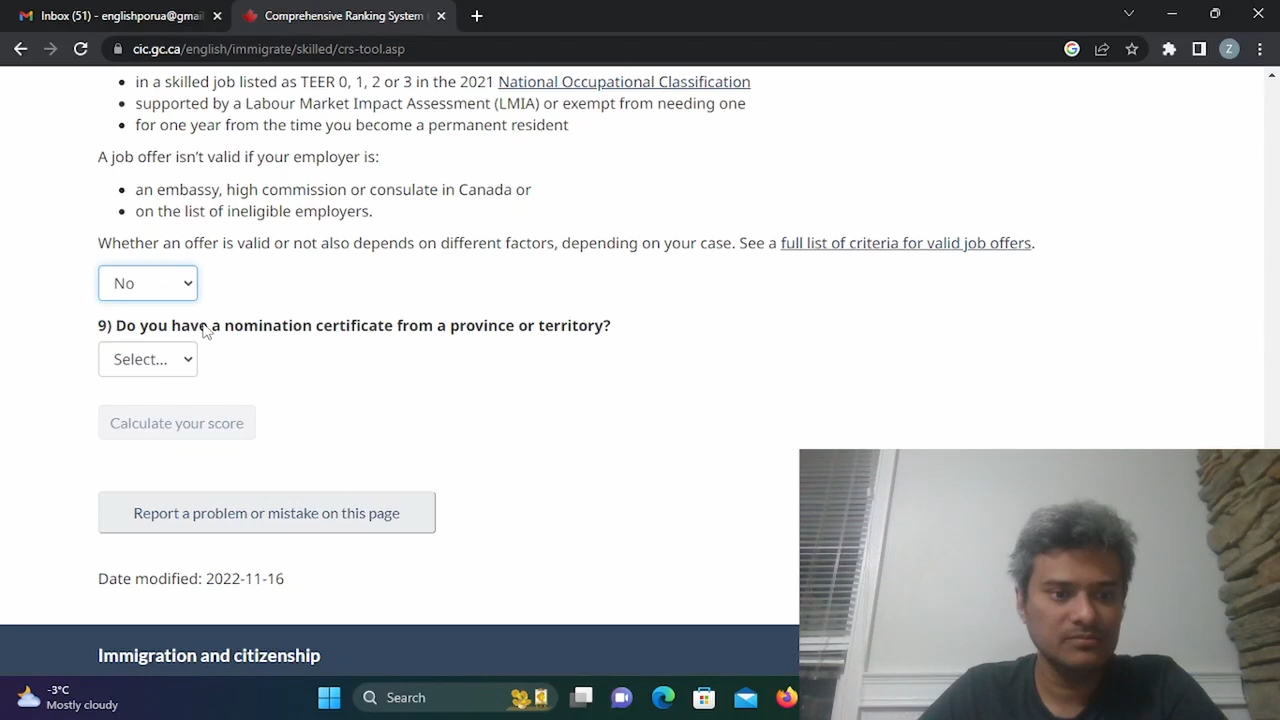 Inbox (51) - englishporua@gmai
Comprehensive Ranking System (
cic.gc.ca/english/immigrate/skilled/crs-tool.asp
Z
• in a skilled job listed as TEER 0, 1, 2 or 3 in the 2021 National Occupational Classification
• supported by a Labour Market Impact Assessment (LMIA) or exempt from needing one
• for one year from the time you become a permanent resident
A job offer isn't valid if your employer is:
• an embassy, high commission or consulate in Canada or
• on the list of ineligible employers.
Whether an offer is valid or not also depends on different factors, depending on your case. See a full list of criteria for valid job offers.
No
9) Do you have a nomination certificate from a province or territory?
Select...
Calculate your score
Report a problem or mistake on this page
Date modified: 2022-11-16
Immigration and citizenship
-3°C
Mostly cloudy
Search